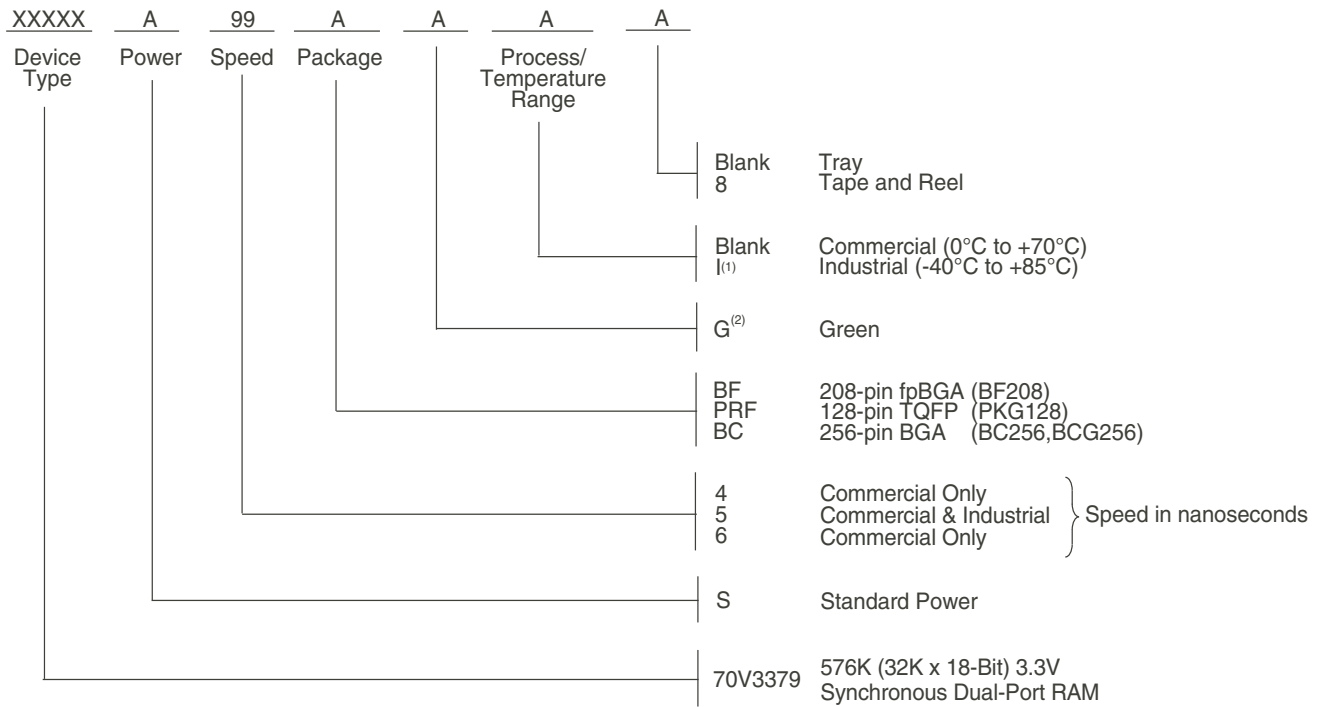 XXXXX A 99 A A A A
Device Type Power Speed Package Process/ Temperature Range
Blank Tray
8 Tape and Reel
Blank Commercial (0°C to +70°C)
I(1) Industrial (-40°C to +85°C)
G(2) Green
BF 208-pin fpBGA (BF208)
PRF 128-pin TQFP (PKG128)
BC 256-pin BGA (BC256,BCG256)
4 Commercial Only
5 Commercial & Industrial Speed in nanoseconds
6 Commercial Only
S Standard Power
70V3379 576K (32K x 18-Bit) 3.3V
Synchronous Dual-Port RAM